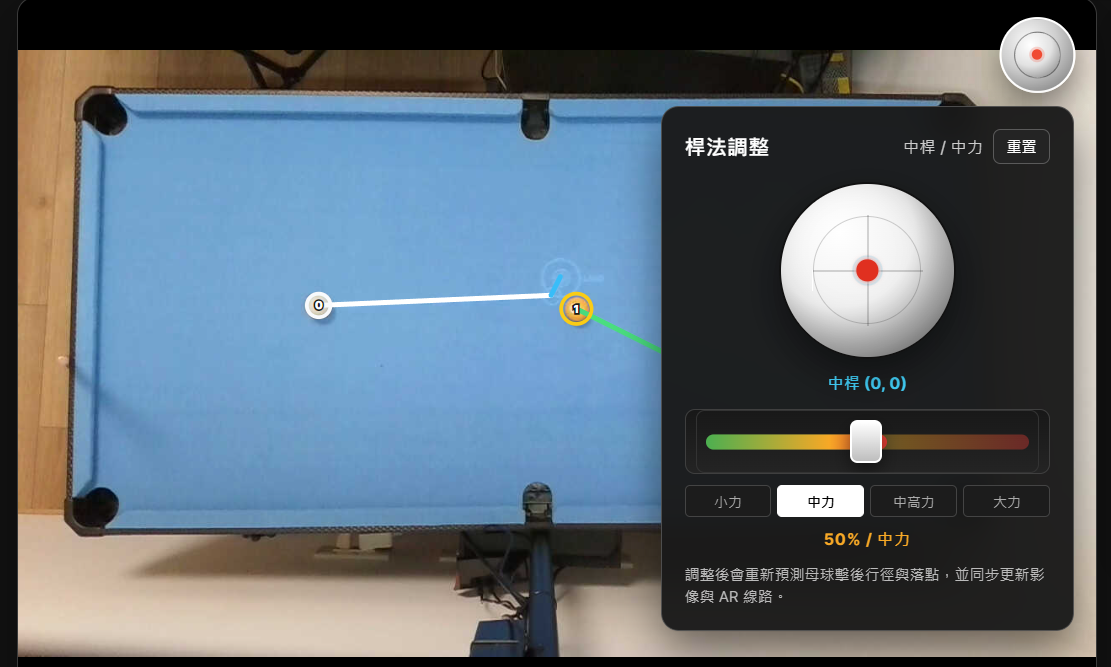 桿法調整
中桿 / 中力
重置
0
1
中桿 (0, 0)
小力
中力
中高力
大力
50% / 中力
調整後會重新預測母球擊後行徑與落點，並同步更新影
像與 AR 線路。